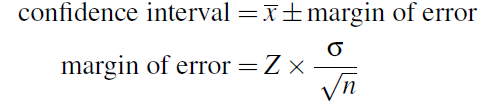 confidence interval = x̅ ± margin of error
margin of error = Z × σ/√n